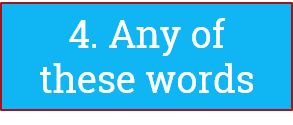 4. Any of
these words